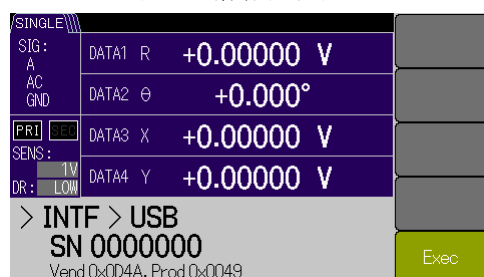 SINGLE
SIG:
A
AC
GND
PRI SEC
SENS:
1V
DR: LOW
DATA1 R +0.00000 V
DATA2 θ +0.000°
DATA3 X +0.00000 V
DATA4 Y +0.00000 V
> INTF > USB
SN 0000000
Vend 0x0D4A, Prod 0x0049
Exec